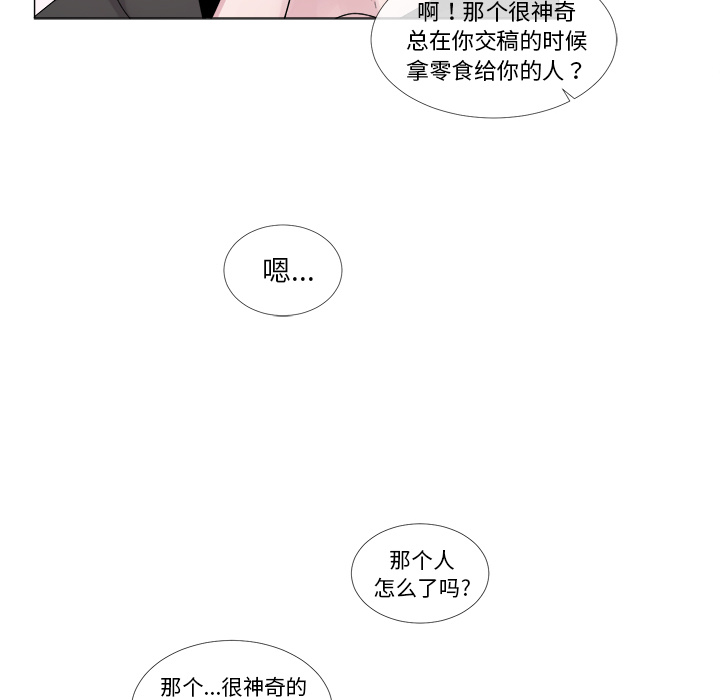 啊！那个很神奇
总在你交稿的时候
拿零食给你的人？
嗯...
那个人
怎么了吗?
那个...很神奇的